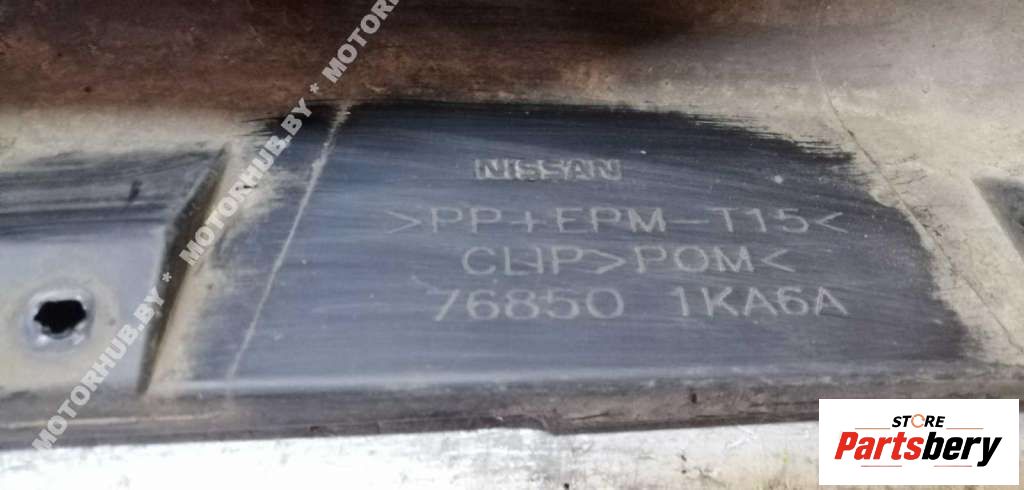 MOTORHUB.BY * MOTORHUB.BY * MOTORHUB.BY
NISSAN
>PP+EPM-T15<
CLIP>POM<
76850 1KA6A
STORE
Partsbery